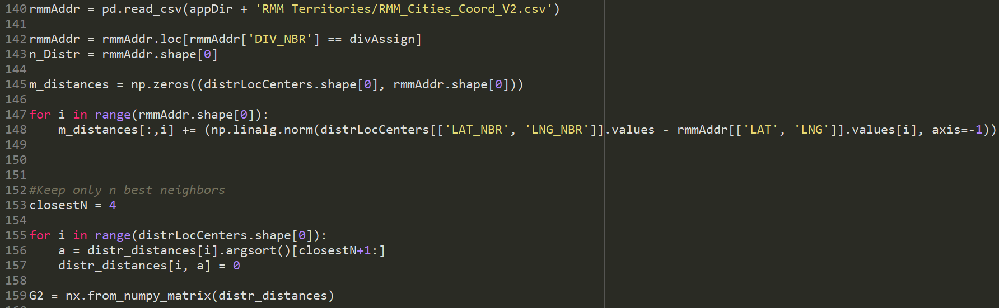 140 rmmAddr = pd.read_csv(appDir + 'RMM Territories/RMM_Cities_Coord_V2.csv')
141
142 rmmAddr = rmmAddr.loc[rmmAddr['DIV_NBR'] == divAssign]
143 n_Distr = rmmAddr.shape[0]
144
145 m_distances = np.zeros((distrLocCenters.shape[0], rmmAddr.shape[0]))
146
147 for i in range(rmmAddr.shape[0]):
148     m_distances[:,i] += (np.linalg.norm(distrLocCenters[['LAT_NBR', 'LNG_NBR']].values - rmmAddr[['LAT', 'LNG']].values[i], axis=-1))
149
150
151
152 #Keep only n best neighbors
153 closestN = 4
154
155 for i in range(distrLocCenters.shape[0]):
156     a = distr_distances[i].argsort()[closestN+1:]
157     distr_distances[i, a] = 0
158
159 G2 = nx.from_numpy_matrix(distr_distances)